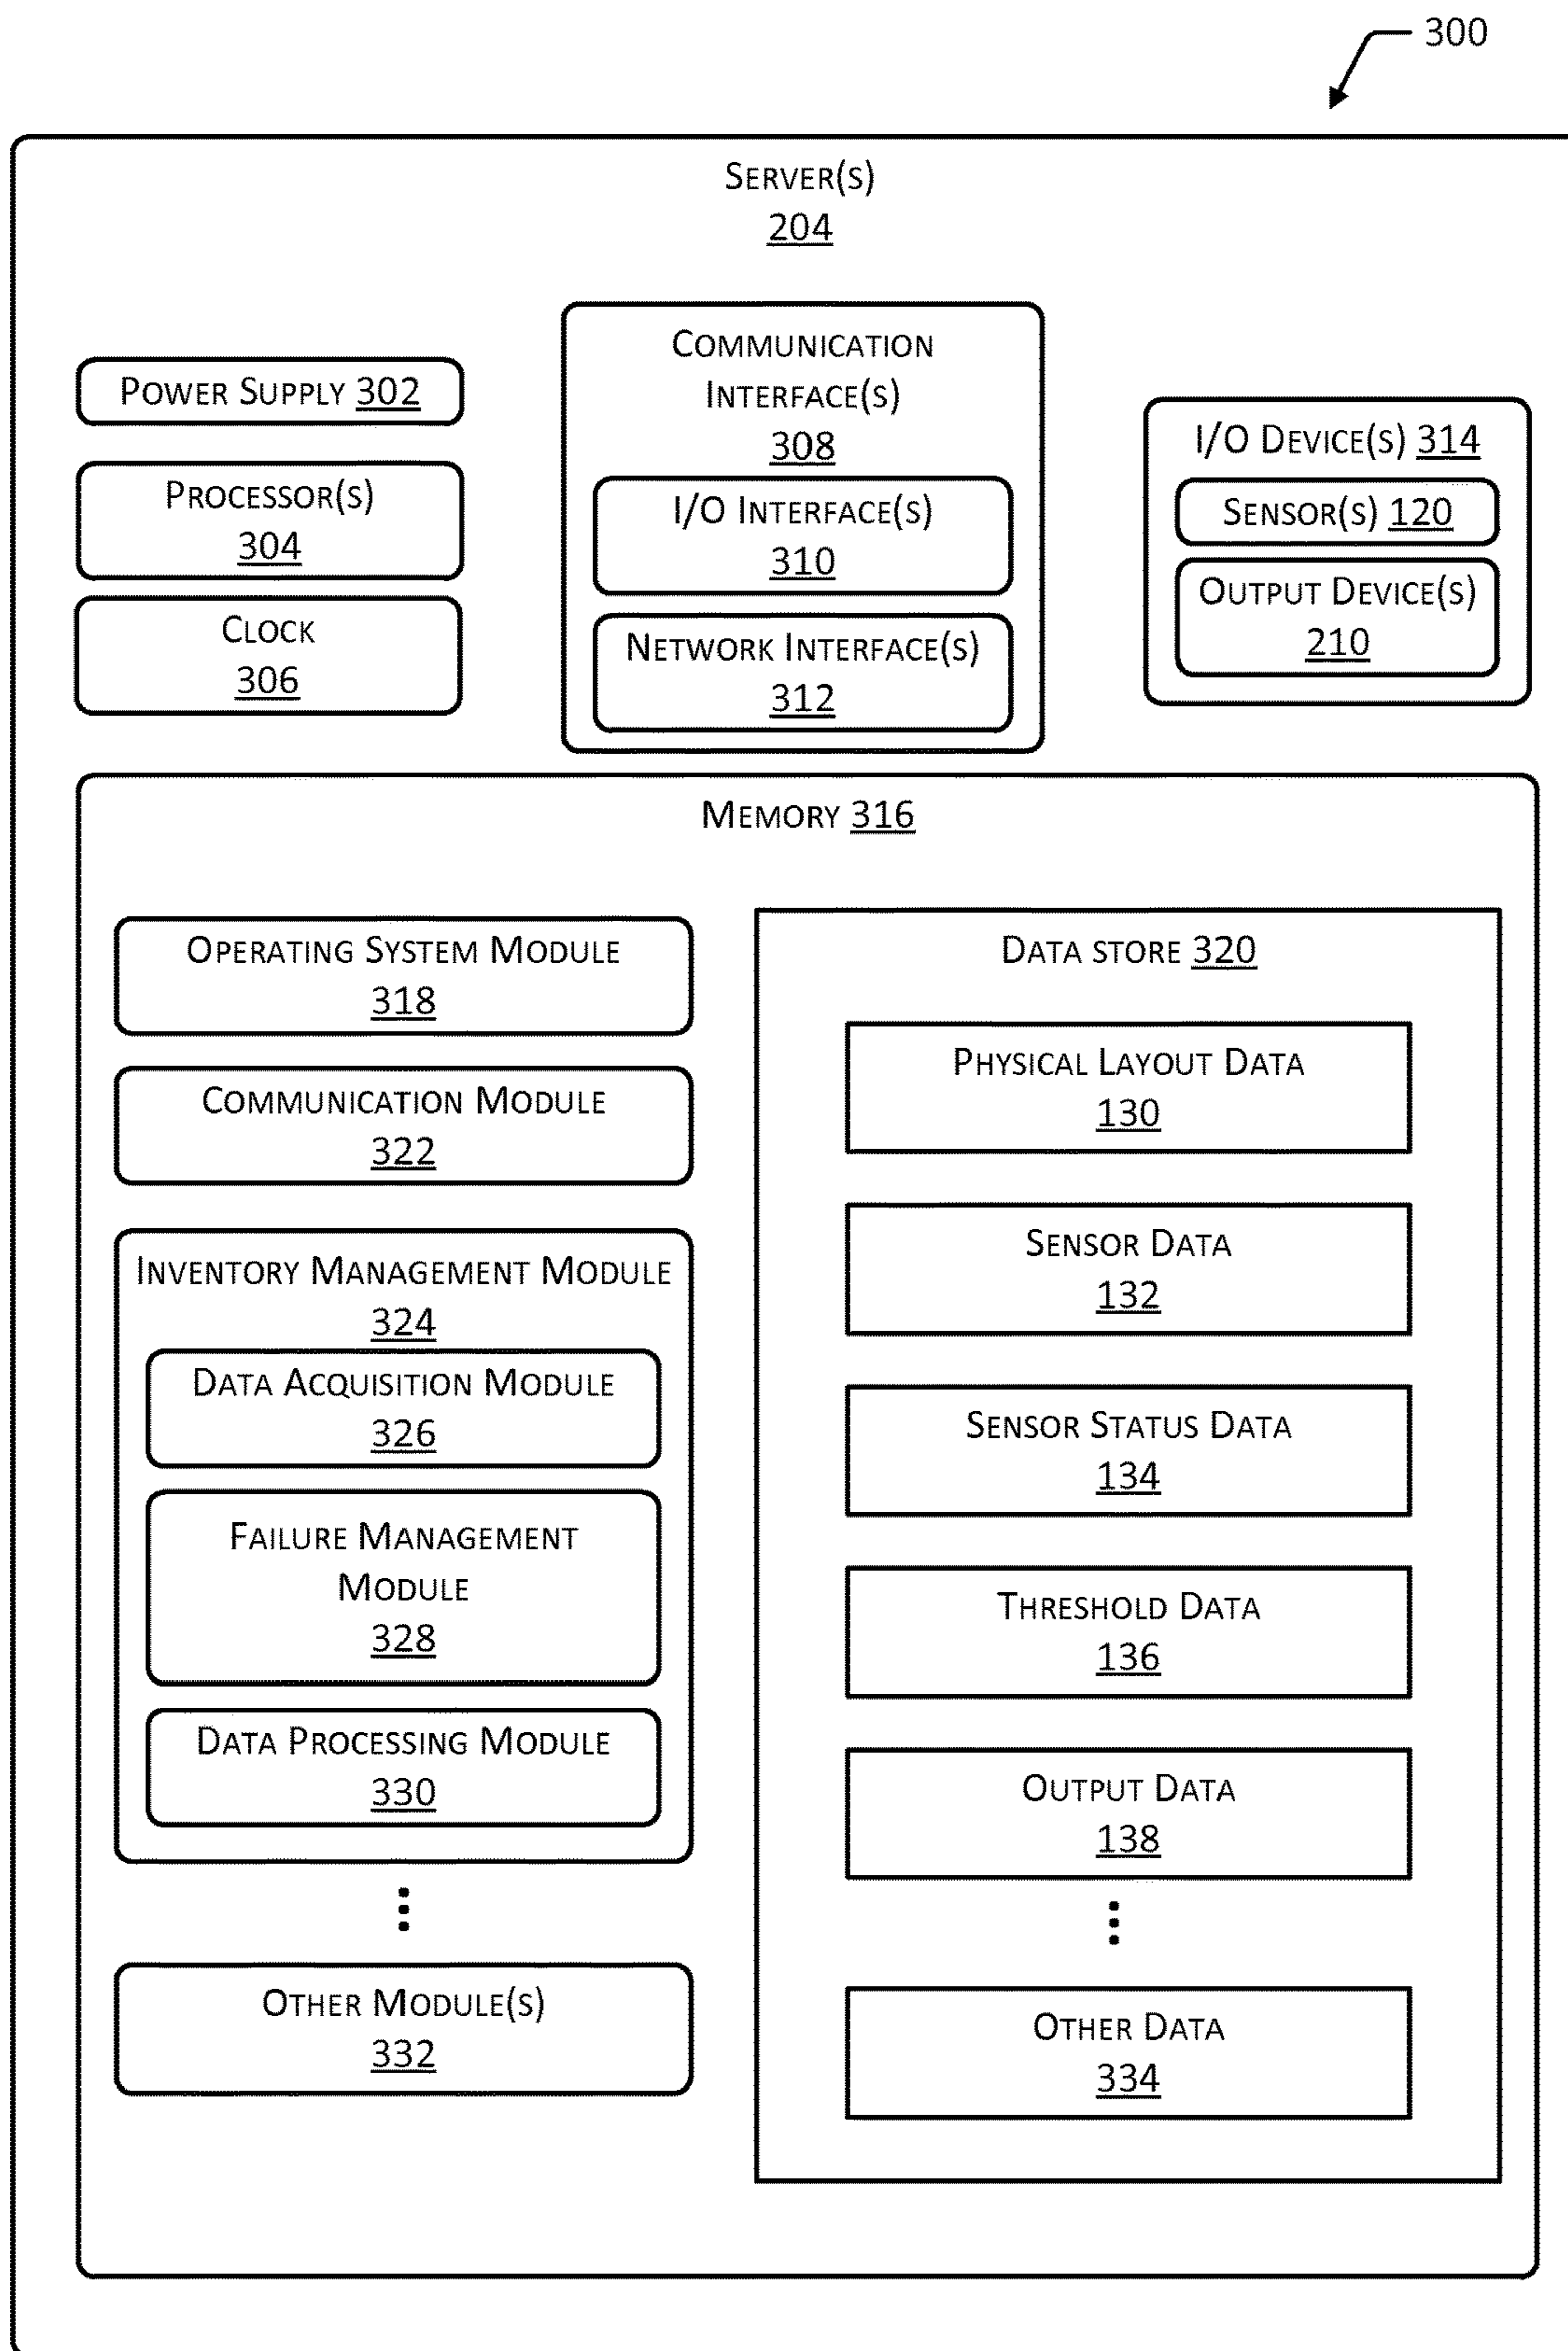 300
SERVER(S)
204
POWER SUPPLY 302
PROCESSOR(S)
304
CLOCK
306
COMMUNICATION
INTERFACE(S)
308
I/O INTERFACE(S)
310
NETWORK INTERFACE(S)
312
I/O DEVICE(S) 314
SENSOR(S) 120
OUTPUT DEVICE(S)
210
MEMORY 316
OPERATING SYSTEM MODULE
318
COMMUNICATION MODULE
322
INVENTORY MANAGEMENT MODULE
324
DATA ACQUISITION MODULE
326
FAILURE MANAGEMENT
MODULE
328
DATA PROCESSING MODULE
330
OTHER MODULE(S)
332
DATA STORE 320
PHYSICAL LAYOUT DATA
130
SENSOR DATA
132
SENSOR STATUS DATA
134
THRESHOLD DATA
136
OUTPUT DATA
138
OTHER DATA
334